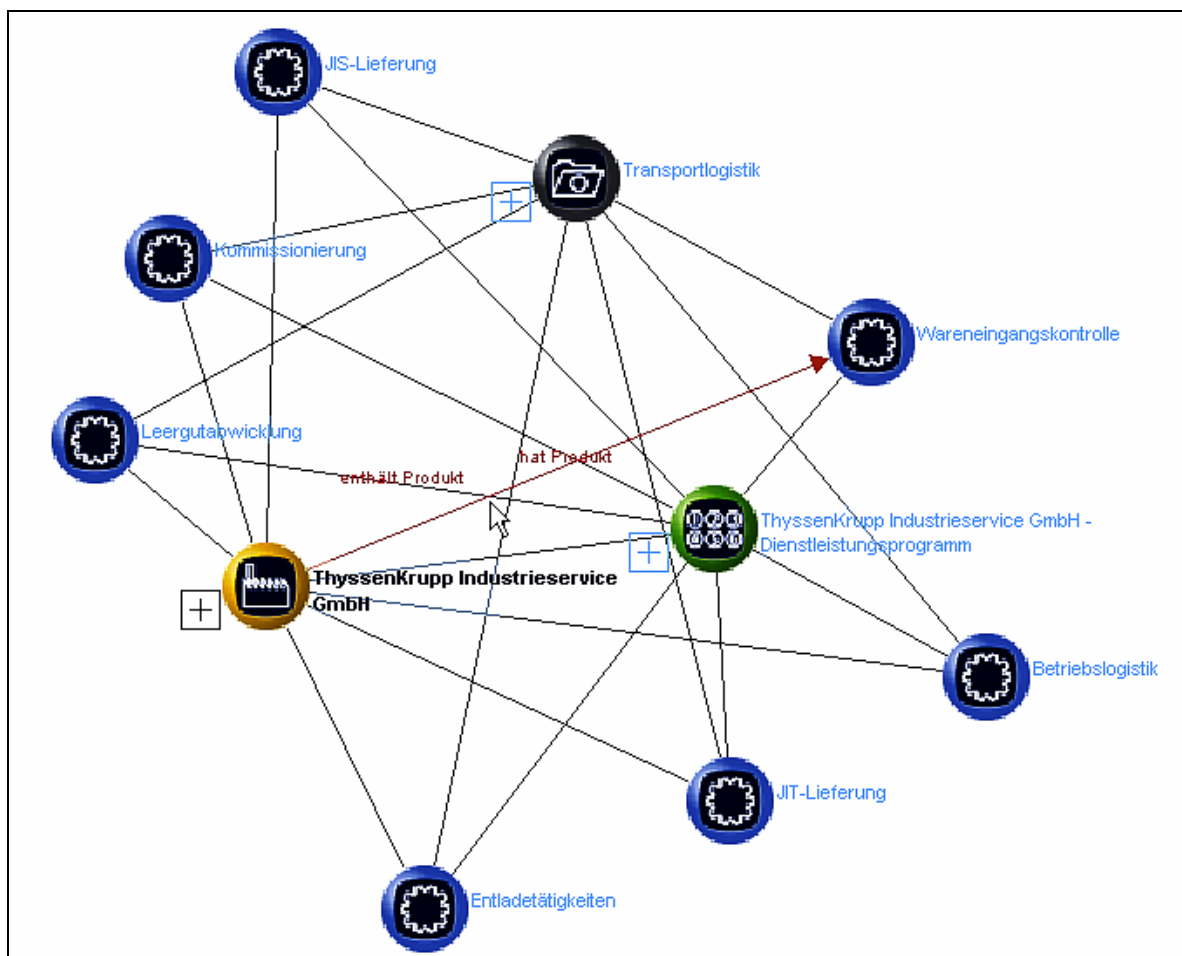 JIS-Lieferung
Transportlogistik
Kommissionierung
Wareneingangskontrolle
Leergutabwicklung
hat Produkt
enthält Produkt
ThyssenKrupp Industrieservice GmbH -
Dienstleistungsprogramm
ThyssenKrupp Industrieservice
GmbH
Betriebslogistik
JIT-Lieferung
Entladetätigkeiten